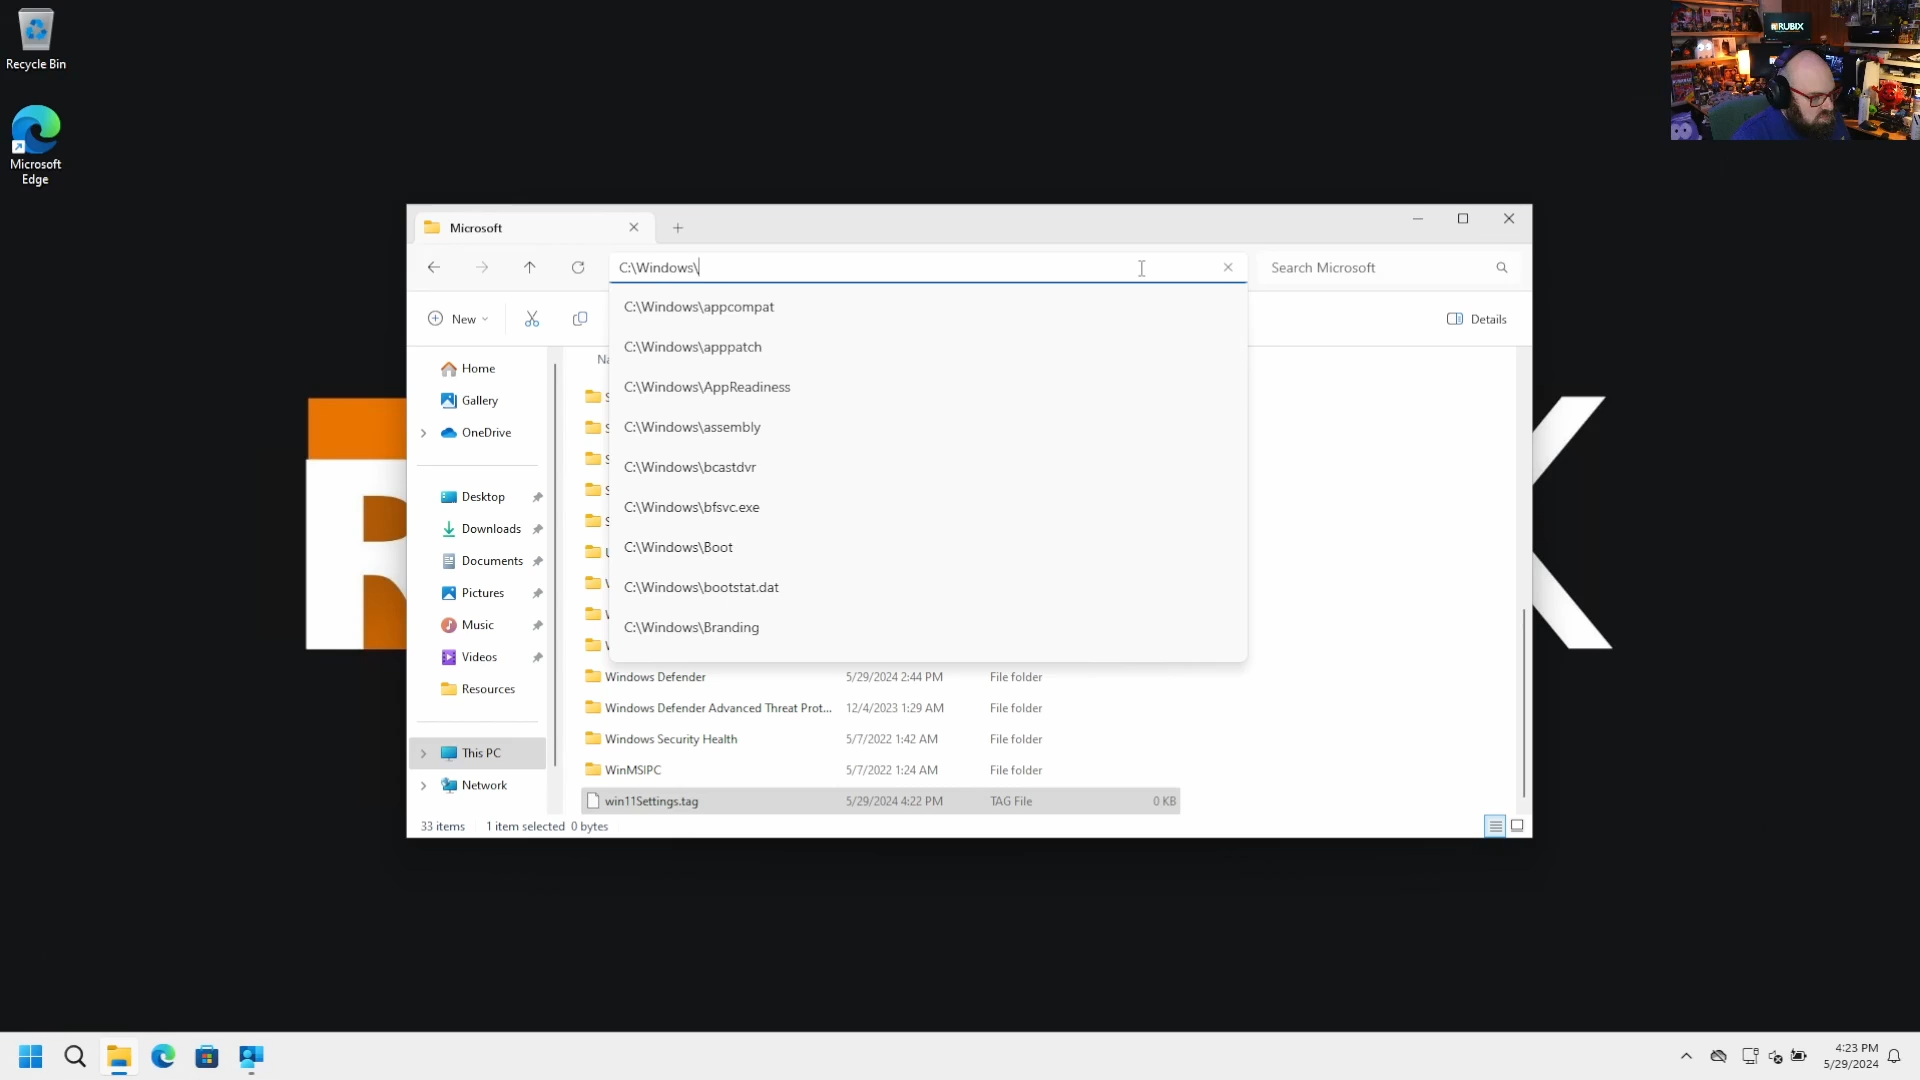 Recycle Bin
Microsoft
Edge
RUBIX
Microsoft
C:\Windows\
Search Microsoft
New
Details
C:\Windows\appcompat
C:\Windows\apppatch
C:\Windows\AppReadiness
C:\Windows\assembly
C:\Windows\bcastdvr
C:\Windows\bfsvc.exe
C:\Windows\Boot
C:\Windows\bootstat.dat
C:\Windows\Branding
Home
Gallery
OneDrive
Desktop
Downloads
Documents
Pictures
Music
Videos
Resources
This PC
Network
Windows Defender 5/29/2024 2:44 PM File folder
Windows Defender Advanced Threat Prot... 12/4/2023 1:29 AM File folder
Windows Security Health 5/7/2022 1:42 AM File folder
WinMSIPC 5/7/2022 1:24 AM File folder
win11Settings.tag 5/29/2024 4:22 PM TAG File 0 KB
33 items 1 item selected 0 bytes
R
X
4:23 PM
5/29/2024